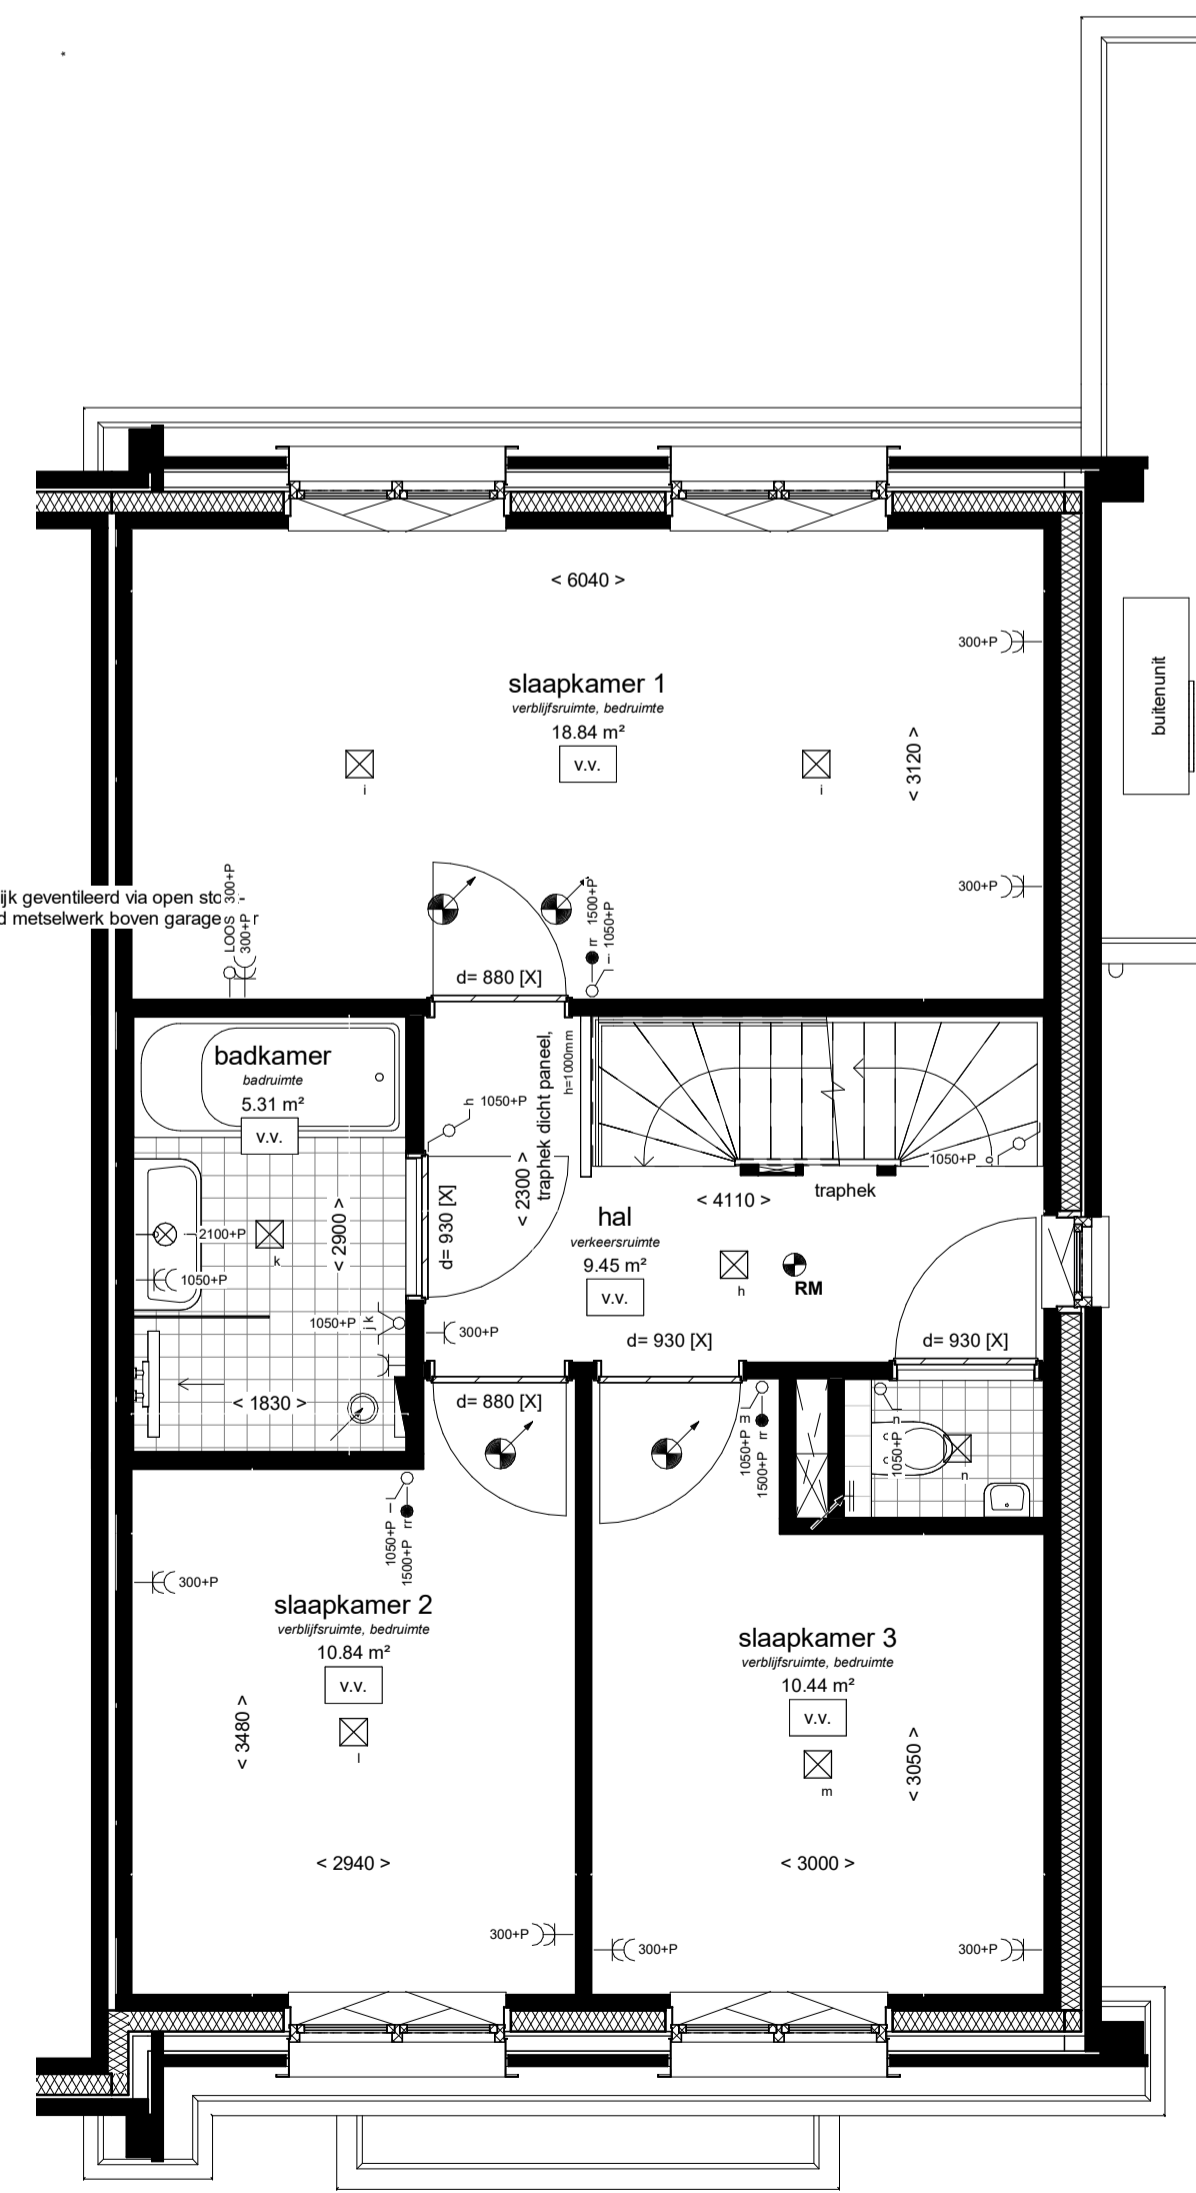 *
< 6040 >
300+P
slaapkamer 1
verblijfsruimte, bedruimte
18.84 m²
v.v.
< 3120 >
buitenunit
i
i
300+P
ijk geventileerd via open sto -
d metselwerk boven garage r
LOOS 300+P
300+P
rr 1500+P
i 1050+P
d= 880 [X]
badkamer
badruimte
5.31 m²
v.v.
h 1050+P
traphek dicht paneel,
h=1000mm
< 2300 >
1050+P
traphek
< 4110 >
d= 930 [X]
< 2900 >
2100+P
k
1050+P
hal
verkeersruimte
9.45 m²
v.v.
h
RM
1050+P j k
300+P
d= 930 [X]
d= 930 [X]
< 1830 >
d= 880 [X]
1050+P m
1500+P rr
n
1050+P
n
1050+P l
1500+P rr
300+P
slaapkamer 2
verblijfsruimte, bedruimte
10.84 m²
v.v.
l
< 3480 >
slaapkamer 3
verblijfsruimte, bedruimte
10.44 m²
v.v.
m
< 3050 >
< 2940 >
< 3000 >
300+P
300+P
300+P